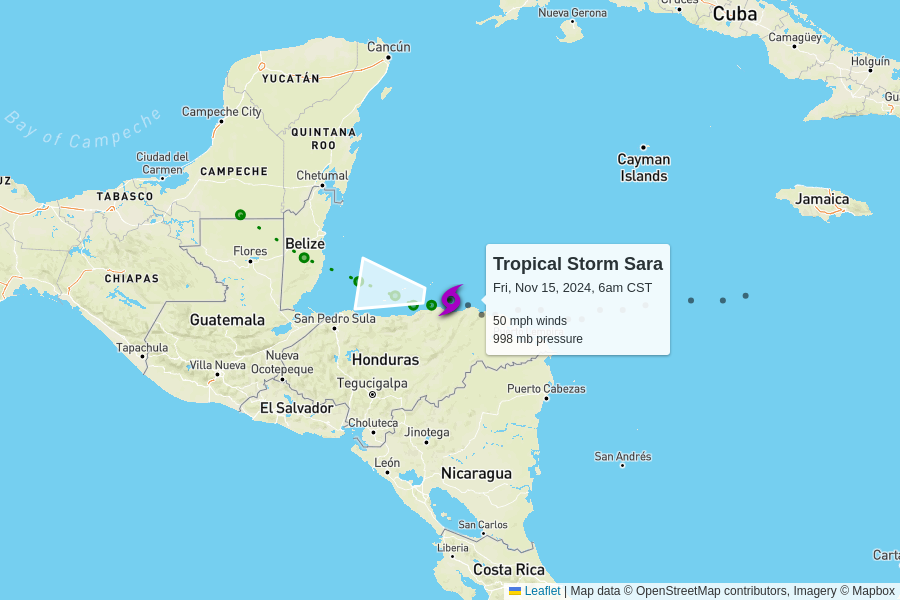 Nueva Gerona
Cuba
Camagüey
Cancún
Holguín
YUCATÁN
Campeche City
Bay of Campeche
QUINTANA
ROO
Ciudad del
Carmen
Cayman
Islands
CAMPECHE
Chetumal
TABASCO
Jamaica
Belize
Flores
CHIAPAS
Tropical Storm Sara
Fri, Nov 15, 2024, 6am CST
50 mph winds
998 mb pressure
Guatemala
San Pedro Sula
Tapachula
Villa Nueva
Nueva
Ocotepeque
Honduras
Tegucigalpa
Puerto Cabezas
El Salvador
Choluteca
Jinotega
León
San Andrés
Nicaragua
San Carlos
Liberia
Costa Rica
Leaflet | Map data © OpenStreetMap contributors, Imagery © Mapbox